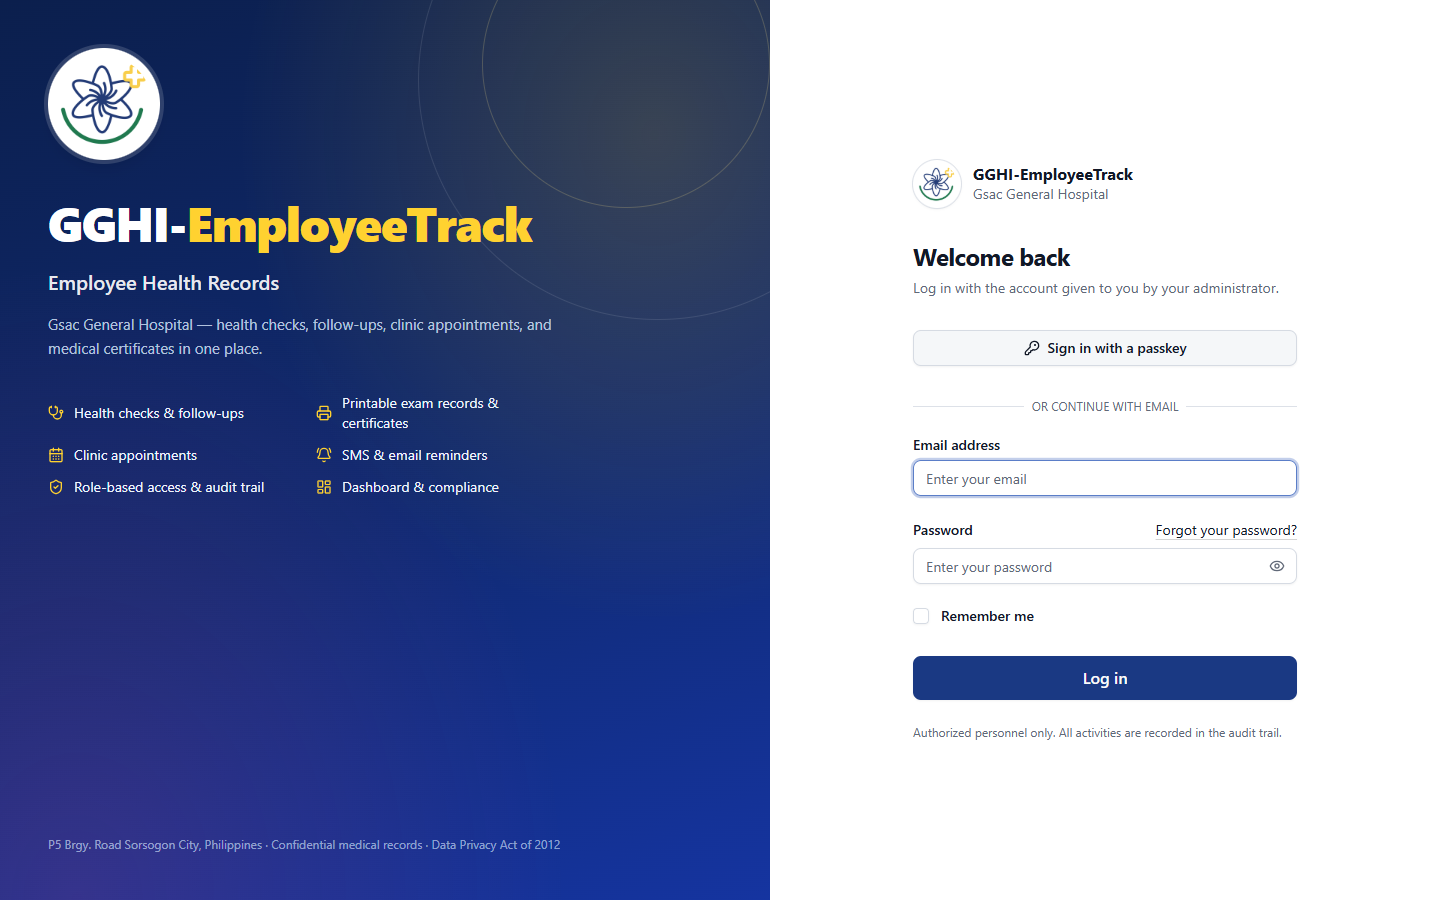 GGHI-EmployeeTrack
Employee Health Records
Gsac General Hospital — health checks, follow-ups, clinic appointments, and
medical certificates in one place.
Health checks & follow-ups
Printable exam records &
certificates
Clinic appointments
SMS & email reminders
Role-based access & audit trail
Dashboard & compliance
P5 Brgy. Road Sorsogon City, Philippines · Confidential medical records · Data Privacy Act of 2012
GGHI-EmployeeTrack
Gsac General Hospital
Welcome back
Log in with the account given to you by your administrator.
Sign in with a passkey
OR CONTINUE WITH EMAIL
Email address
Enter your email
Password
Forgot your password?
Enter your password
Remember me
Log in
Authorized personnel only. All activities are recorded in the audit trail.